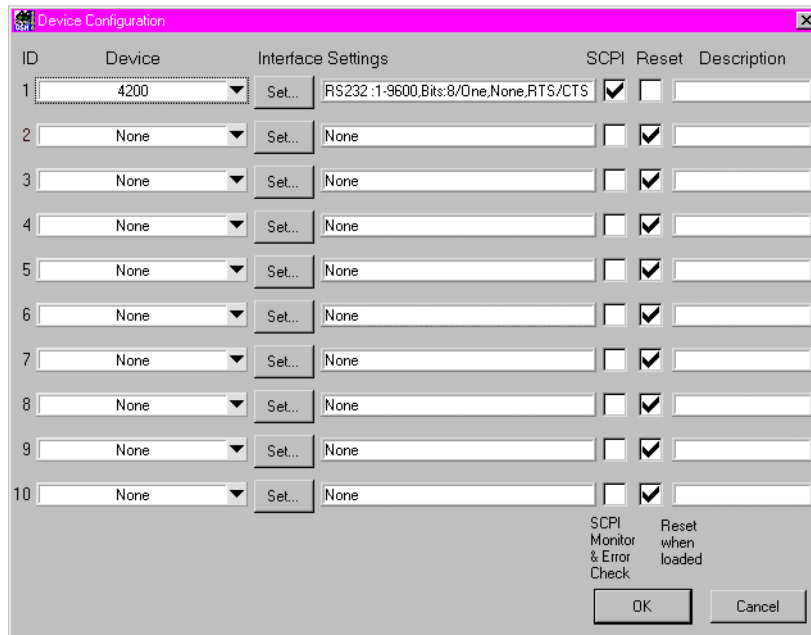 Device Configuration
ID Device Interface Settings SCPI Reset Description
1 4200 Set... RS232 :1-9600,Bits:8/One,None,RTS/CTS
2 None Set... None
3 None Set... None
4 None Set... None
5 None Set... None
6 None Set... None
7 None Set... None
8 None Set... None
9 None Set... None
10 None Set... None
SCPI
Monitor
& Error
Check
Reset
when
loaded
OK Cancel